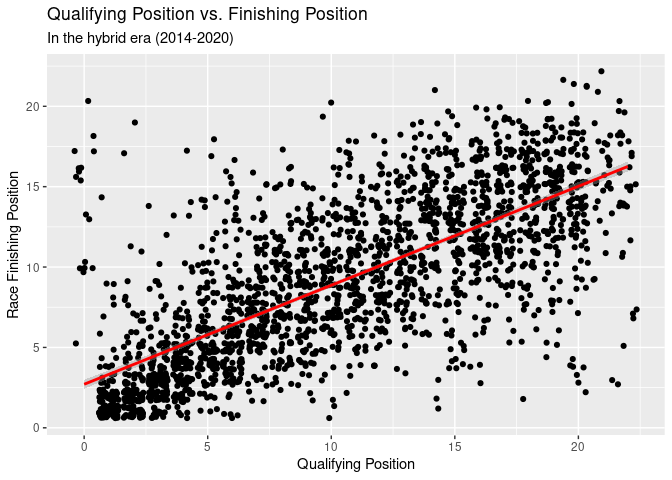 Qualifying Position vs. Finishing Position
In the hybrid era (2014-2020)
Race Finishing Position
20
15
10
5
0
0 5 10 15 20
Qualifying Position